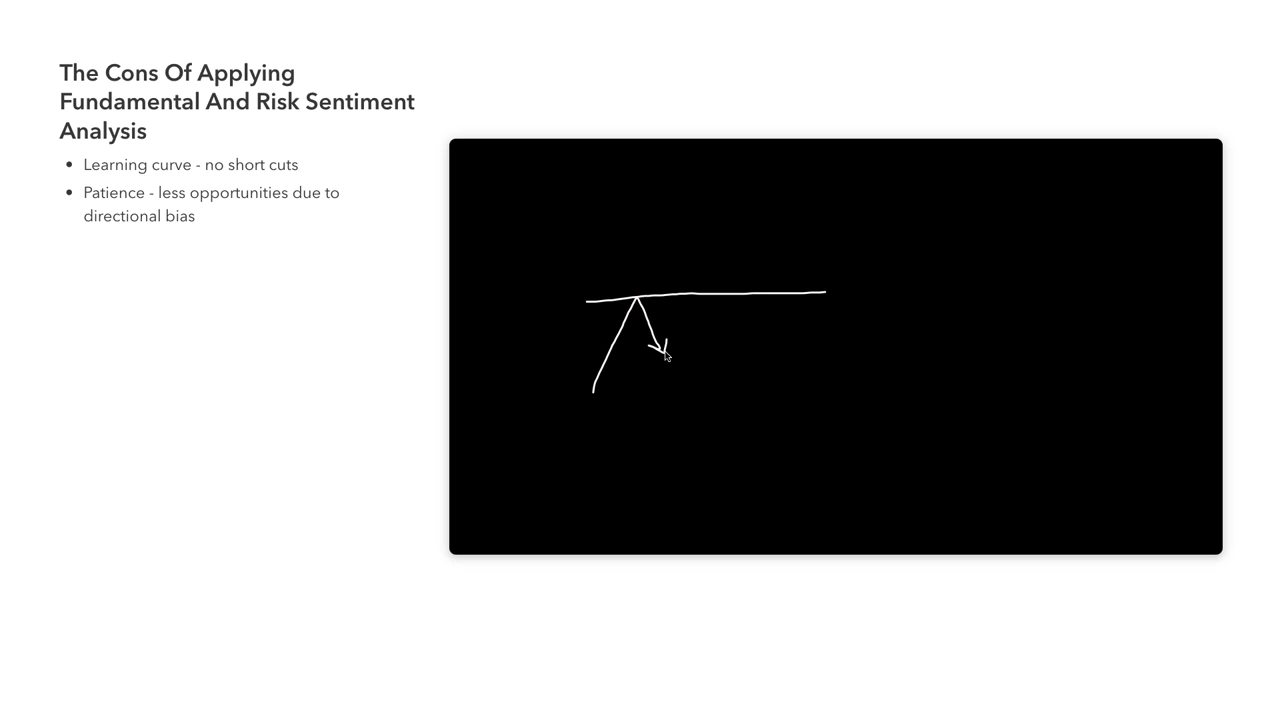 The Cons Of Applying
Fundamental And Risk Sentiment
Analysis
• Learning curve - no short cuts
• Patience - less opportunities due to
directional bias